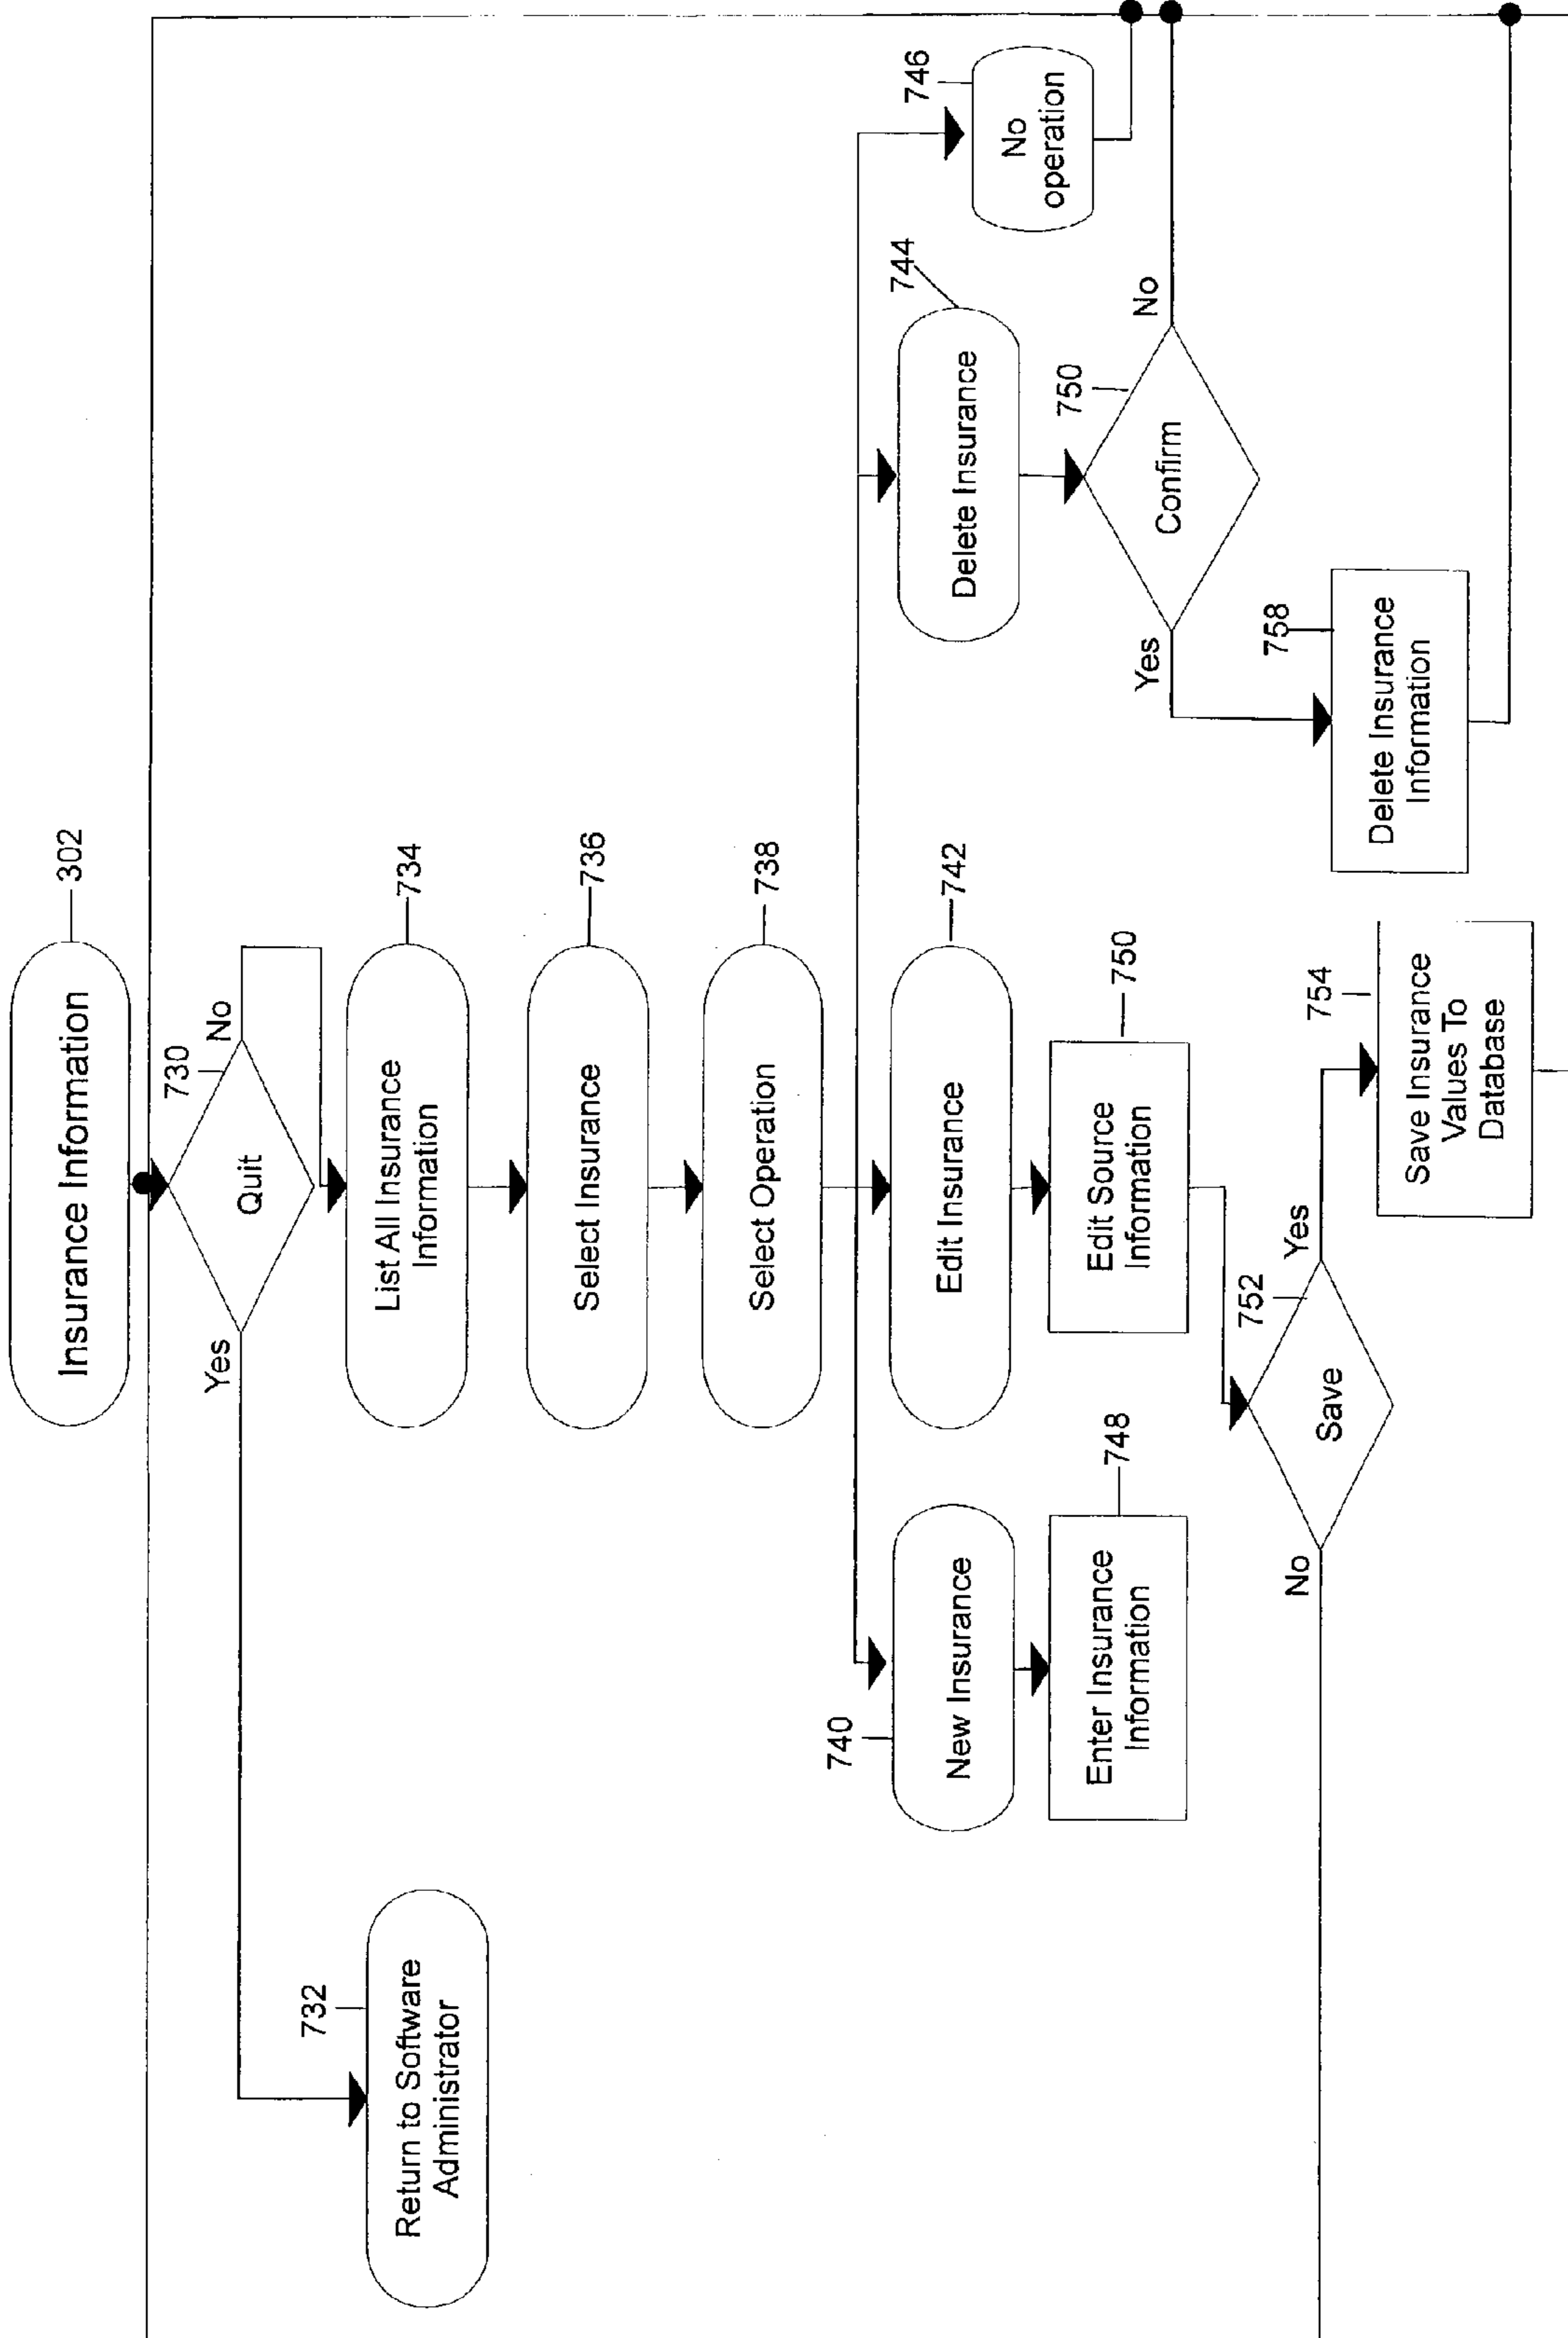 Insurance Information
302
730
Quit
Yes
No
Return to Software
Administrator
732
List All Insurance
Information
734
Select Insurance
736
Select Operation
738
740
New Insurance
Edit Insurance
742
Delete Insurance
744
No
operation
746
Enter Insurance
Information
748
Edit Source
Information
750
Confirm
750
Yes
No
Save
752
No
Yes
Save Insurance
Values To
Database
754
Delete Insurance
Information
758